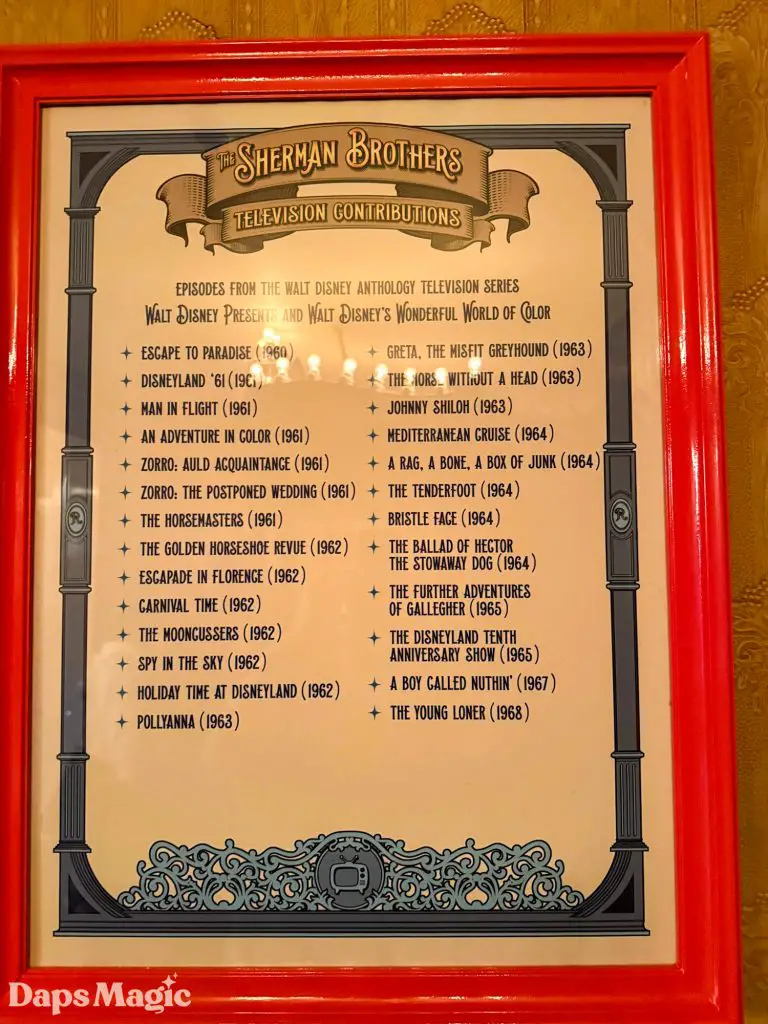 THE SHERMAN BROTHERS
TELEVISION CONTRIBUTIONS
EPISODES FROM THE WALT DISNEY ANTHOLOGY TELEVISION SERIES
WALT DISNEY PRESENTS AND WALT DISNEY'S WONDERFUL WORLD OF COLOR
ESCAPE TO PARADISE (1960)
DISNEYLAND '61 (1961)
MAN IN FLIGHT (1961)
AN ADVENTURE IN COLOR (1961)
ZORRO: AULD ACQUAINTANCE (1961)
ZORRO: THE POSTPONED WEDDING (1961)
THE HORSEMASTERS (1961)
THE GOLDEN HORSESHOE REVUE (1962)
ESCAPADE IN FLORENCE (1962)
CARNIVAL TIME (1962)
THE MOONCUSSERS (1962)
SPY IN THE SKY (1962)
HOLIDAY TIME AT DISNEYLAND (1962)
POLLYANNA (1963)
GRETA, THE MISFIT GREYHOUND (1963)
THE HORSE WITHOUT A HEAD (1963)
JOHNNY SHILOH (1963)
MEDITERRANEAN CRUISE (1964)
A RAG, A BONE, A BOX OF JUNK (1964)
THE TENDERFOOT (1964)
BRISTLE FACE (1964)
THE BALLAD OF HECTOR
THE STOWAWAY DOG (1964)
THE FURTHER ADVENTURES
OF GALLEGHER (1965)
THE DISNEYLAND TENTH
ANNIVERSARY SHOW (1965)
A BOY CALLED NUTHIN' (1967)
THE YOUNG LONER (1968)
R
R
DapsMagic